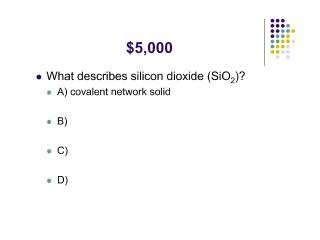 $5,000
What describes silicon dioxide (SiO₂)?
A) covalent network solid
B)
C)
D)